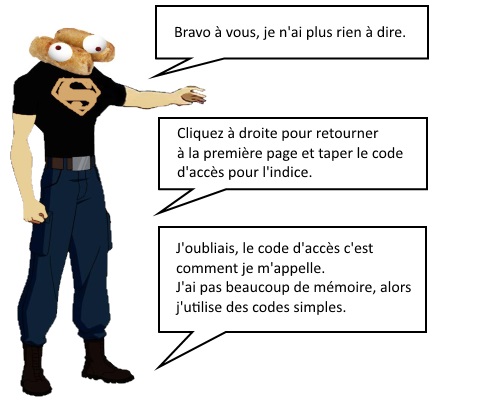 Bravo à vous, je n'ai plus rien à dire.
Cliquez à droite pour retourner
à la première page et taper le code
d'accès pour l'indice.
J'oubliais, le code d'accès c'est
comment je m'appelle.
J'ai pas beaucoup de mémoire, alors
j'utilise des codes simples.